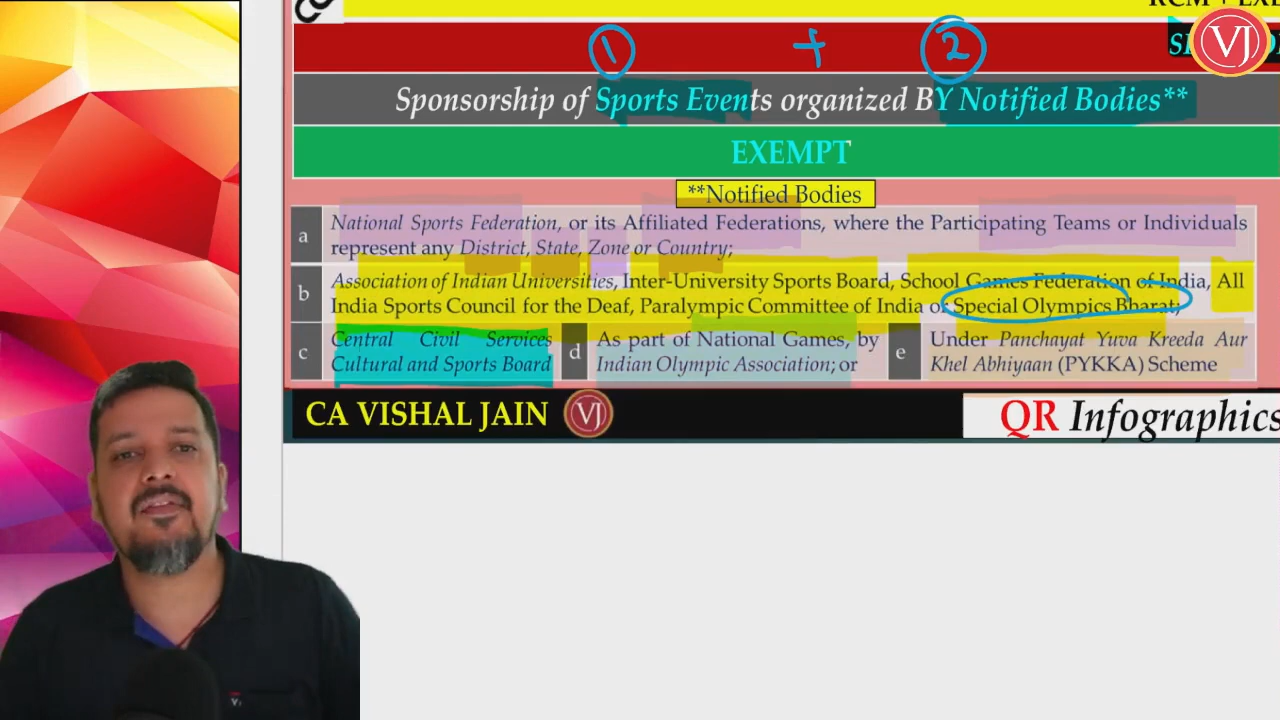 RCM + EXE
1 + 2
VJ
Sponsorship of Sports Events organized BY Notified Bodies**
EXEMPT
**Notified Bodies
a National Sports Federation, or its Affiliated Federations, where the Participating Teams or Individuals
represent any District, State, Zone or Country;
b Association of Indian Universities, Inter-University Sports Board, School Games Federation of India, All
India Sports Council for the Deaf, Paralympic Committee of India or Special Olympics Bharat;
c Central Civil Services
Cultural and Sports Board
d As part of National Games, by
Indian Olympic Association; or
e Under Panchayat Yuva Kreeda Aur
Khel Abhiyaan (PYKKA) Scheme
CA VISHAL JAIN VJ
QR Infographics